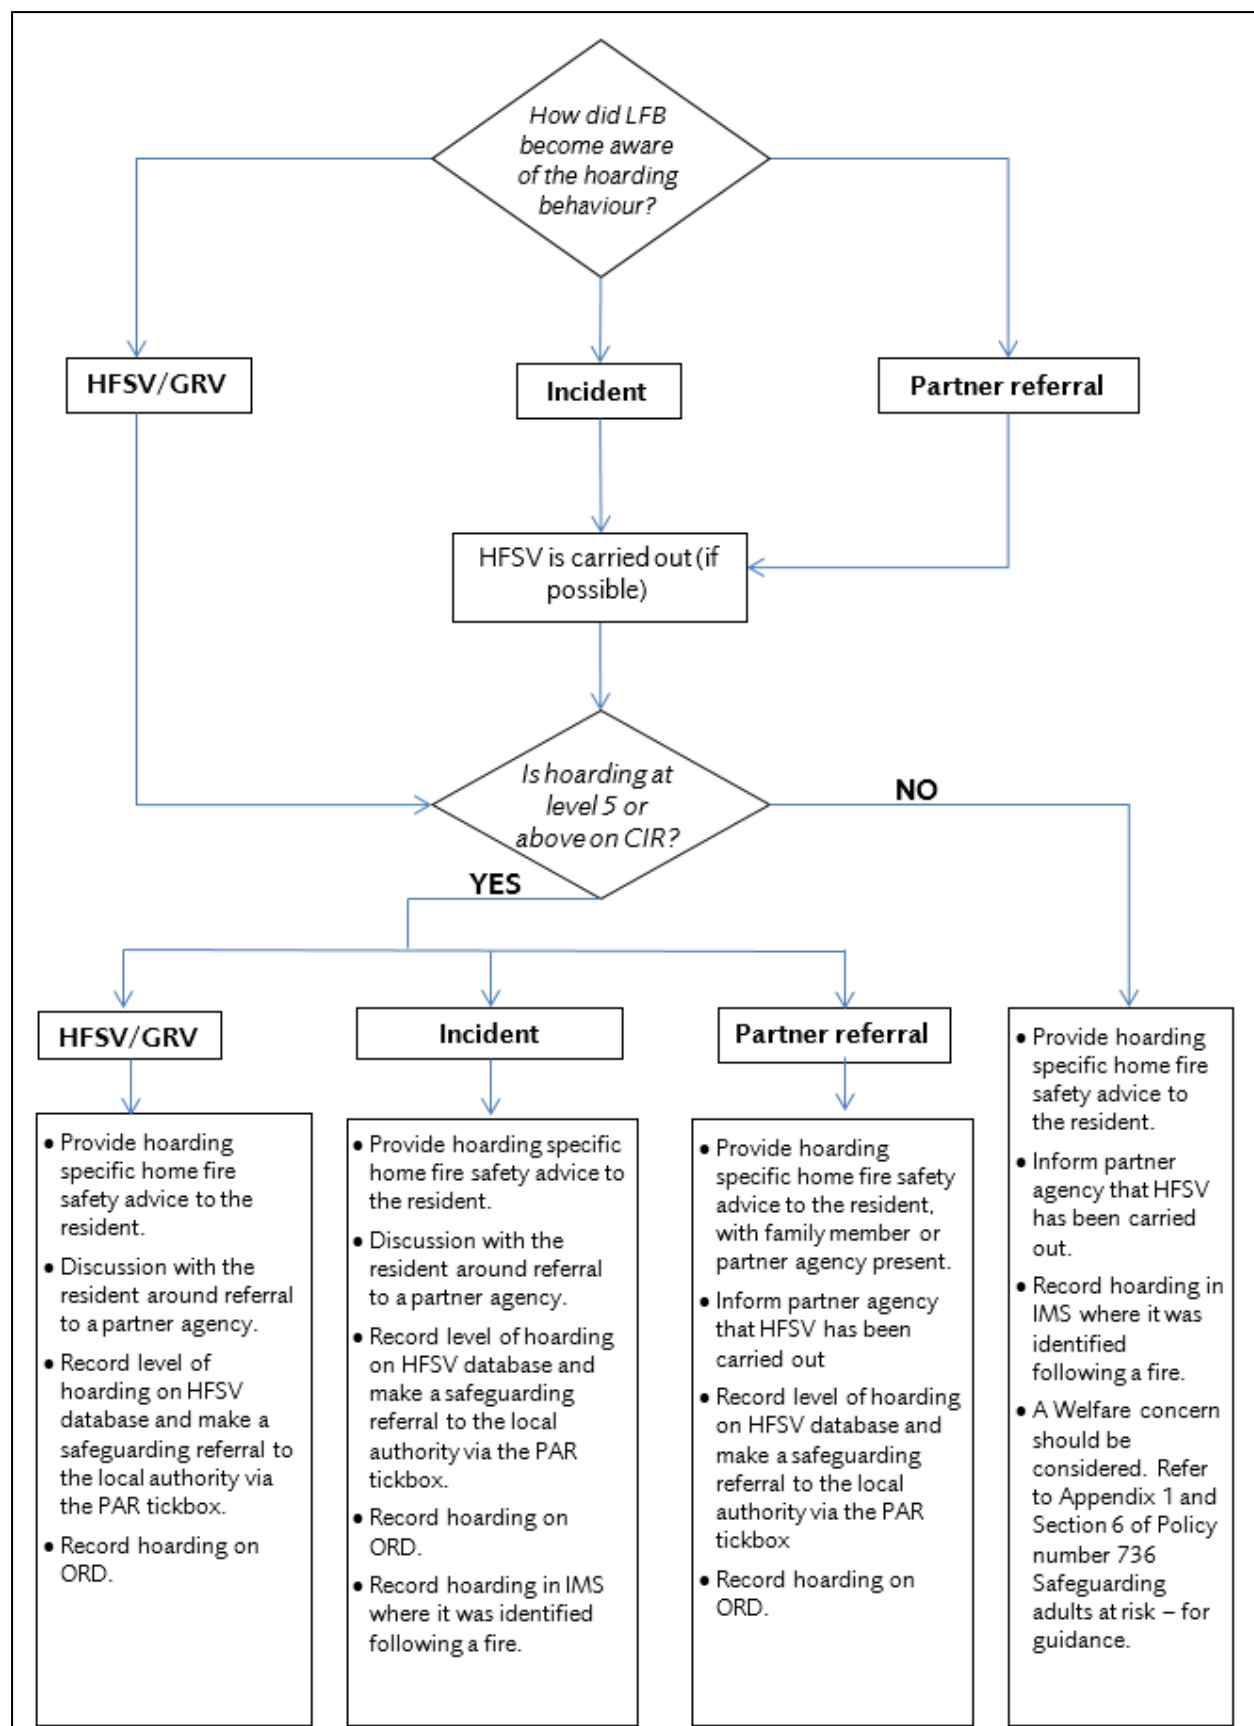 How did LFB
become aware
of the hoarding
behaviour?
HFSV/GRV
Incident
Partner referral
HFSV is carried out (if
possible)
Is hoarding at
level 5 or
above on CIR?
NO
YES
HFSV/GRV
Incident
Partner referral
• Provide hoarding
specific home fire
safety advice to the
resident.
• Discussion with the
resident around referral
to a partner agency.
• Record level of
hoarding on HFSV
database and make a
safeguarding referral to
the local authority via
the PAR tickbox.
• Record hoarding on
ORD.
• Provide hoarding specific
home fire safety advice to
the resident.
• Discussion with the
resident around referral
to a partner agency.
• Record level of hoarding
on HFSV database and
make a safeguarding
referral to the local
authority via the PAR
tickbox.
• Record hoarding on
ORD.
• Record hoarding in IMS
where it was identified
following a fire.
• Provide hoarding
specific home fire safety
advice to the resident,
with family member or
partner agency present.
• Inform partner agency
that HFSV has been
carried out
• Record level of hoarding
on HFSV database and
make a safeguarding
referral to the local
authority via the PAR
tickbox
• Record hoarding on
ORD.
• Provide hoarding
specific home fire
safety advice to
the resident.
• Inform partner
agency that HFSV
has been carried
out.
• Record hoarding in
IMS where it was
identified
following a fire.
• A Welfare concern
should be
considered. Refer
to Appendix 1 and
Section 6 of Policy
number 736
Safeguarding
adults at risk – for
guidance.